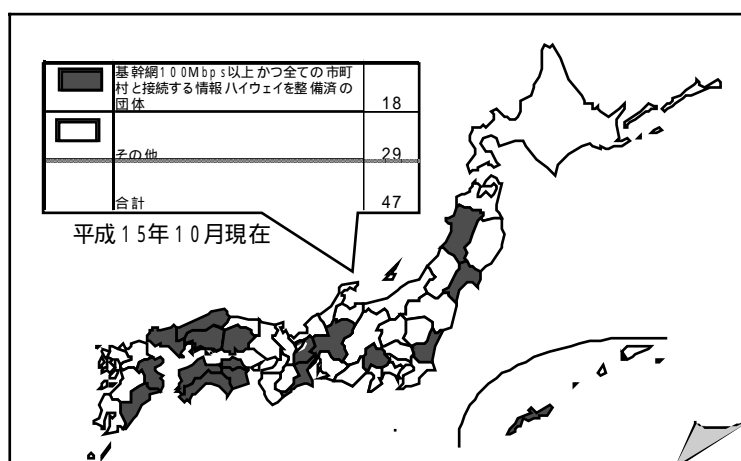 基幹網100Mbps以上かつ全ての市町
村と接続する情報ハイウェイを整備済の
団体
18
その他
29
合計
47
平成15年10月現在